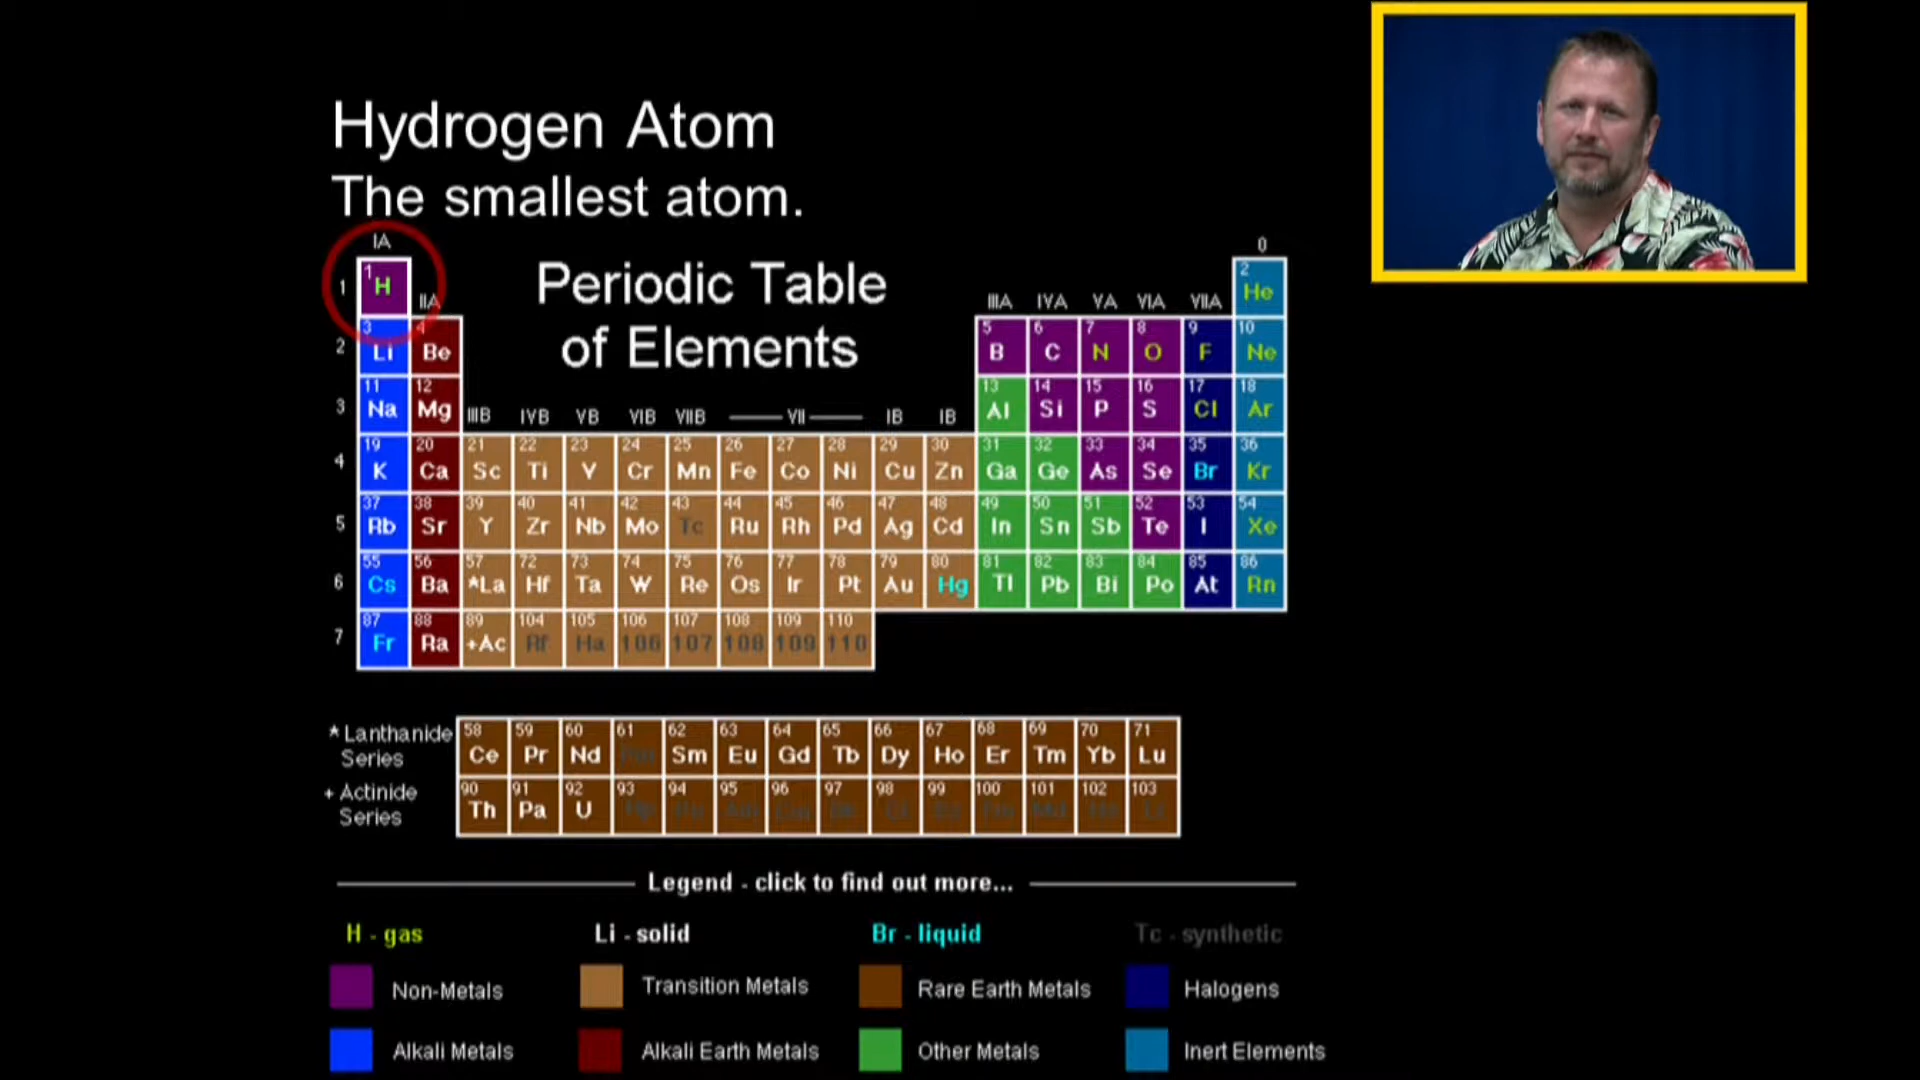 Hydrogen Atom
The smallest atom.
IA
0
Periodic Table
of Elements
1
1 H
IIA
IIIA IVA VA VIA VIIA
2 He
2
3 Li
4 Be
5 B
6 C
7 N
8 O
9 F
10 Ne
3
11 Na
12 Mg
IIIB IVB VB VIB VIIB VII IB IB
13 Al
14 Si
15 P
16 S
17 Cl
18 Ar
4
19 K
20 Ca
21 Sc
22 Ti
23 V
24 Cr
25 Mn
26 Fe
27 Co
28 Ni
29 Cu
30 Zn
31 Ga
32 Ge
33 As
34 Se
35 Br
36 Kr
5
37 Rb
38 Sr
39 Y
40 Zr
41 Nb
42 Mo
43 Tc
44 Ru
45 Rh
46 Pd
47 Ag
48 Cd
49 In
50 Sn
51 Sb
52 Te
53 I
54 Xe
6
55 Cs
56 Ba
57 *La
72 Hf
73 Ta
74 W
75 Re
76 Os
77 Ir
78 Pt
79 Au
80 Hg
81 Tl
82 Pb
83 Bi
84 Po
85 At
86 Rn
7
87 Fr
88 Ra
89 +Ac
104 Rf
105 Ha
106 106
107 107
108 108
109 109
110 110
* Lanthanide
Series
58 Ce
59 Pr
60 Nd
61
62 Sm
63 Eu
64 Gd
65 Tb
66 Dy
67 Ho
68 Er
69 Tm
70 Yb
71 Lu
+ Actinide
Series
90 Th
91 Pa
92 U
93
94
95
96
97
98
99
100
101
102
103
Legend - click to find out more...
H - gas
Li - solid
Br - liquid
Tc - synthetic
Non-Metals
Transition Metals
Rare Earth Metals
Halogens
Alkali Metals
Alkali Earth Metals
Other Metals
Inert Elements